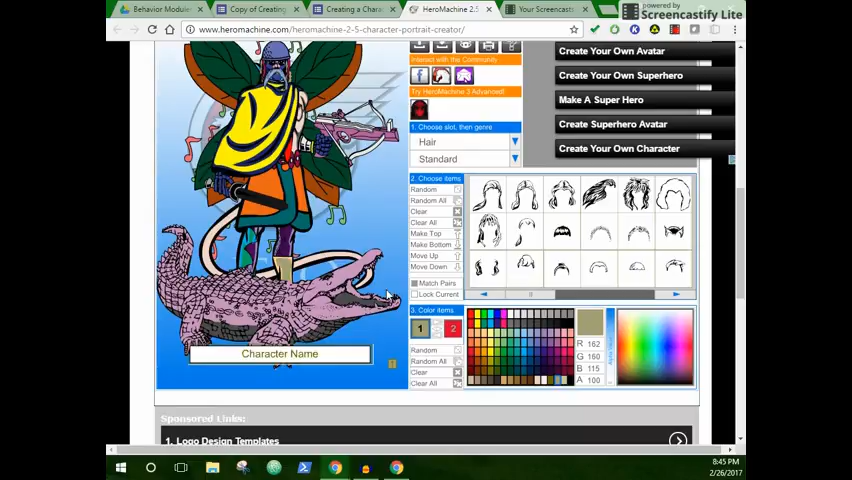 Behavior Module:
Copy of Creating
Creating a Chara
HeroMachine 2.5
Your Screencast
powered by
Screencastify Lite
www.heromachine.com/heromachine-2-5-character-portrait-creator/
Interact with the Community
Try HeroMachine 3 Advanced!
1. Choose slot, then genre
Hair
Standard
2. Choose items
Random
Random All
Clear
Clear All
Make Top
Make Bottom
Move Up
Move Down
Match Pairs
Lock Current
3. Color items
1
2
Random
Random All
Clear
Clear All
R 162
G 160
B 115
A 100
Alpha Value
Create Your Own Avatar
Create Your Own Superhero
Make A Super Hero
Create Superhero Avatar
Create Your Own Character
Character Name
Sponsored Links:
1. Logo Design Templates
8:45 PM
2/26/2017